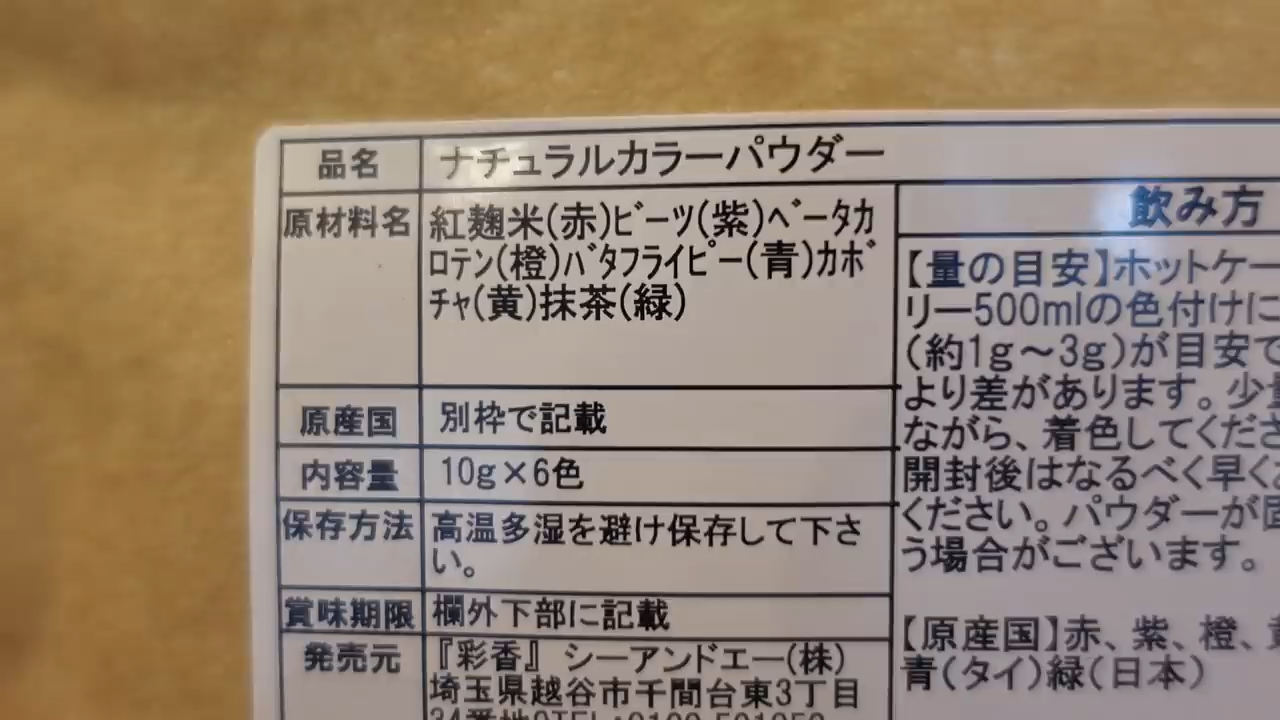 品名 ナチュラルカラーパウダー
原材料名 紅麹米(赤)ﾋﾞｰﾂ(紫)ﾍﾞｰﾀｶ
ﾛﾃﾝ(橙)ﾊﾞﾀﾌﾗｲﾋﾟｰ(青)ｶﾎﾞ
ﾁｬ(黄)抹茶(緑)
原産国 別枠で記載
内容量 10g×6色
保存方法 高温多湿を避け保存して下さ
い。
賞味期限 欄外下部に記載
発売元 『彩香』 シーアンドエー(株)
埼玉県越谷市千間台東3丁目
飲み方
【量の目安】ホットケー
リー500mlの色付けに
(約1g～3g)が目安で
より差があります。少量
ながら、着色してくださ
開封後はなるべく早く
ください。パウダーが固
う場合がございます。
【原産国】赤、紫、橙、黄
青(タイ)緑(日本)